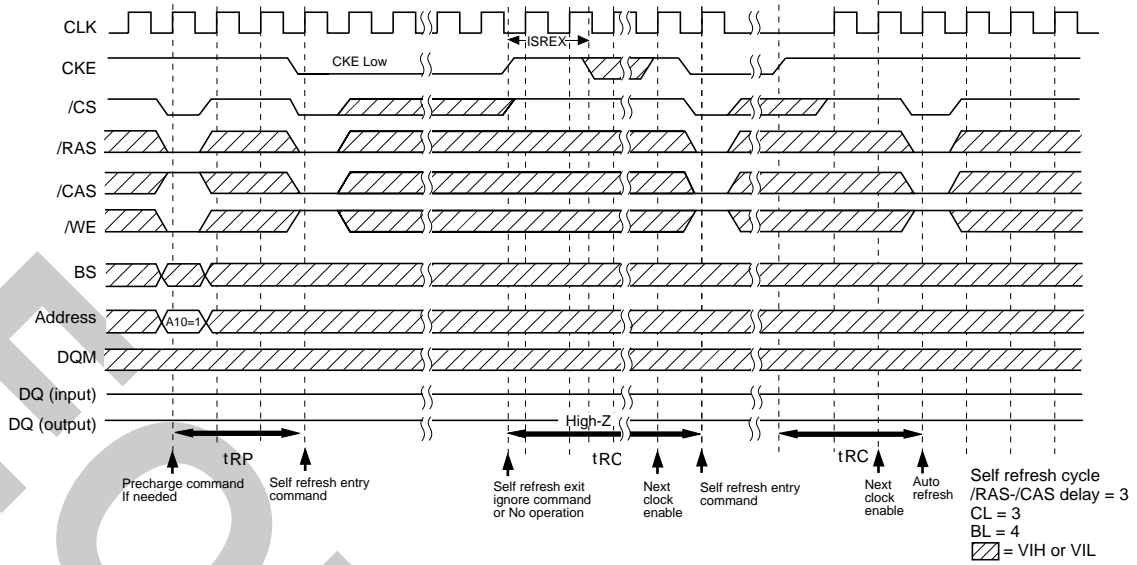 CLK
lSREX
CKE
CKE Low
/CS
/RAS
/CAS
/WE
BS
Address
A10=1
DQM
DQ (input)
DQ (output)
High-Z
tRP
tRC
tRC
Precharge command
If needed
Self refresh entry
command
Self refresh exit
ignore command
or No operation
Next
clock
enable
Self refresh entry
command
Next
clock
enable
Auto
refresh
Self refresh cycle
/RAS-/CAS delay = 3
CL = 3
BL = 4
= VIH or VIL